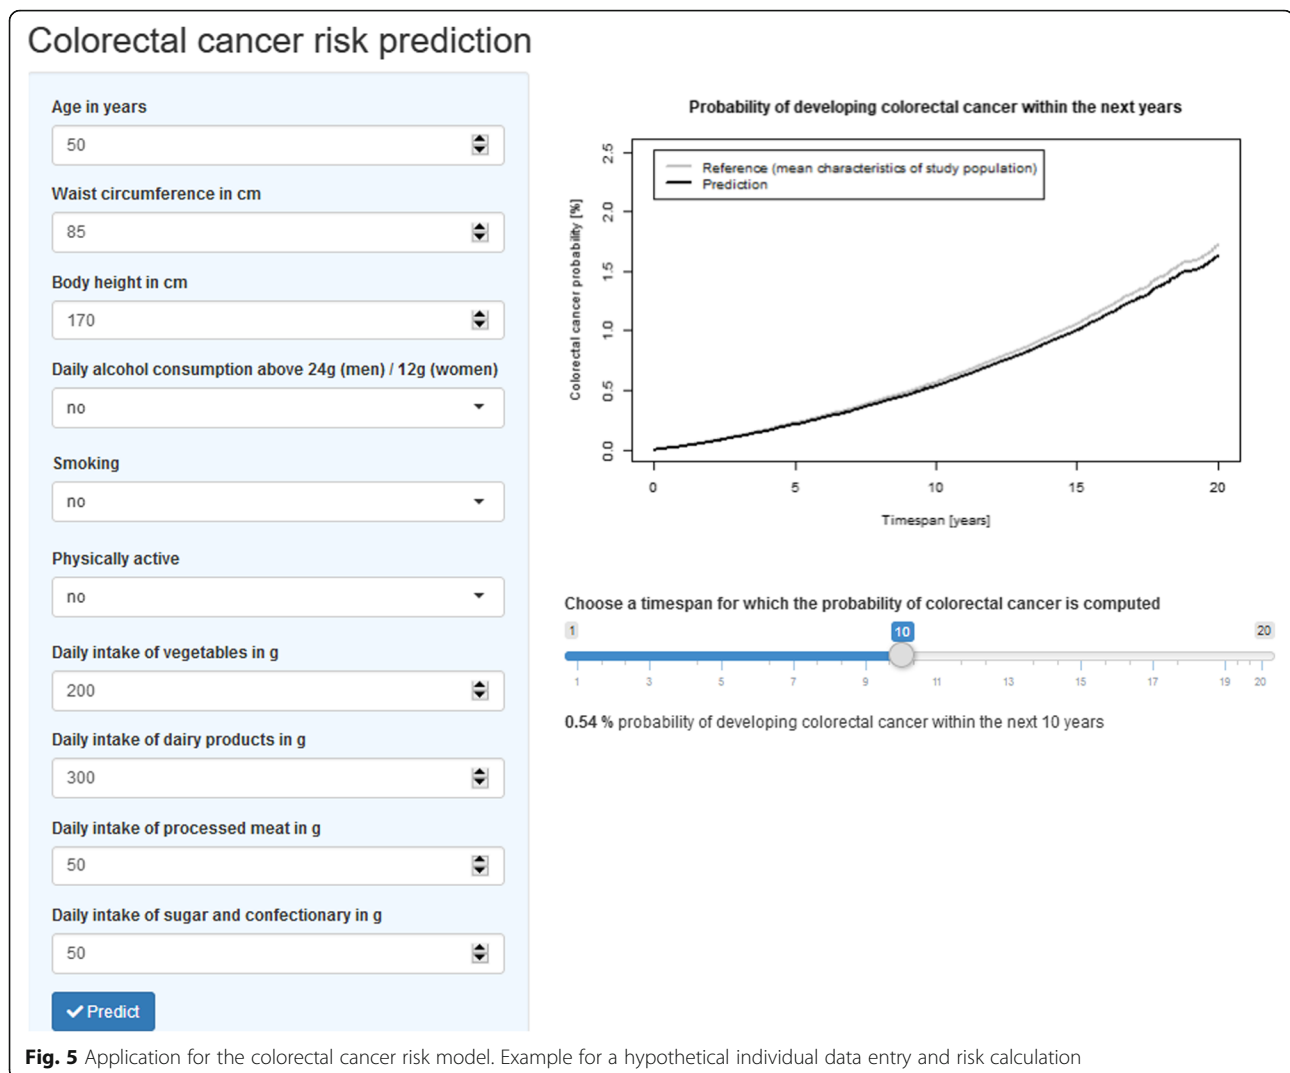 Colorectal cancer risk prediction
Age in years
50
Waist circumference in cm
85
Body height in cm
170
Daily alcohol consumption above 24g (men) / 12g (women)
no
Smoking
no
Physically active
no
Daily intake of vegetables in g
200
Daily intake of dairy products in g
300
Daily intake of processed meat in g
50
Daily intake of sugar and confectionary in g
50
Predict
Probability of developing colorectal cancer within the next years
Reference (mean characteristics of study population)
Prediction
Colorectal cancer probability [%]
2.5
2.0
1.5
1.0
0.5
0.0
0 5 10 15 20
Timespan [years]
Choose a timespan for which the probability of colorectal cancer is computed
1 10 20
1 3 5 7 9 11 13 15 17 19 20
0.54 % probability of developing colorectal cancer within the next 10 years
Fig. 5 Application for the colorectal cancer risk model. Example for a hypothetical individual data entry and risk calculation